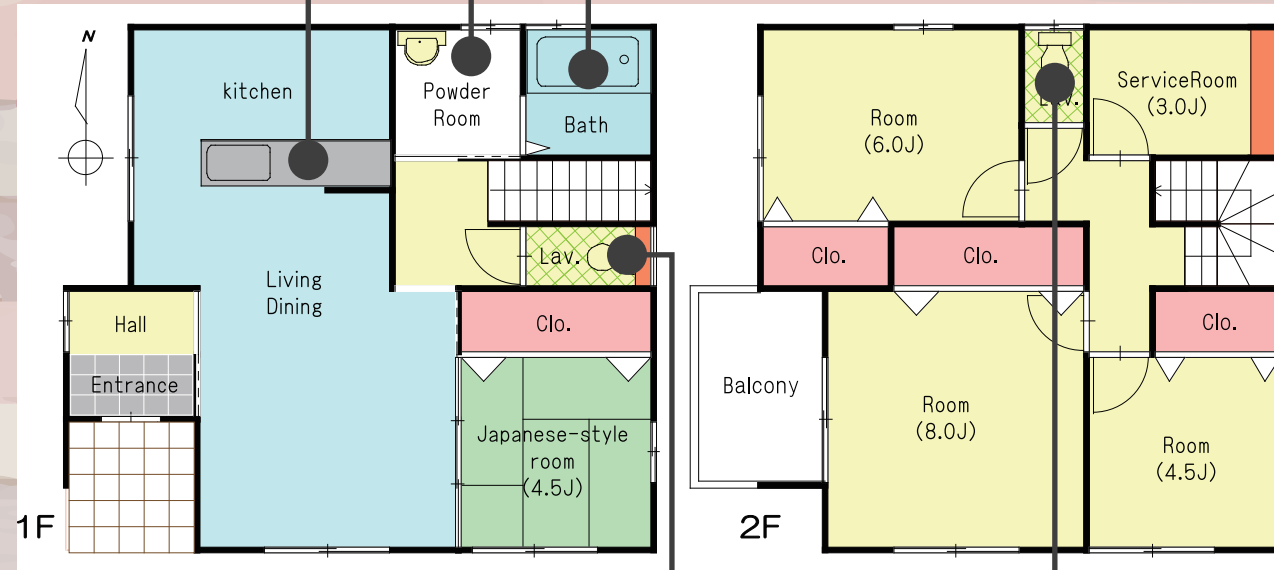 N
kitchen
Powder
Room
Bath
Lav.
Living
Dining
Clo.
Hall
Entrance
Japanese-style
room
(4.5J)
1F
Room
(6.0J)
ServiceRoom
(3.0J)
Clo.
Clo.
Clo.
Balcony
Room
(8.0J)
Room
(4.5J)
2F